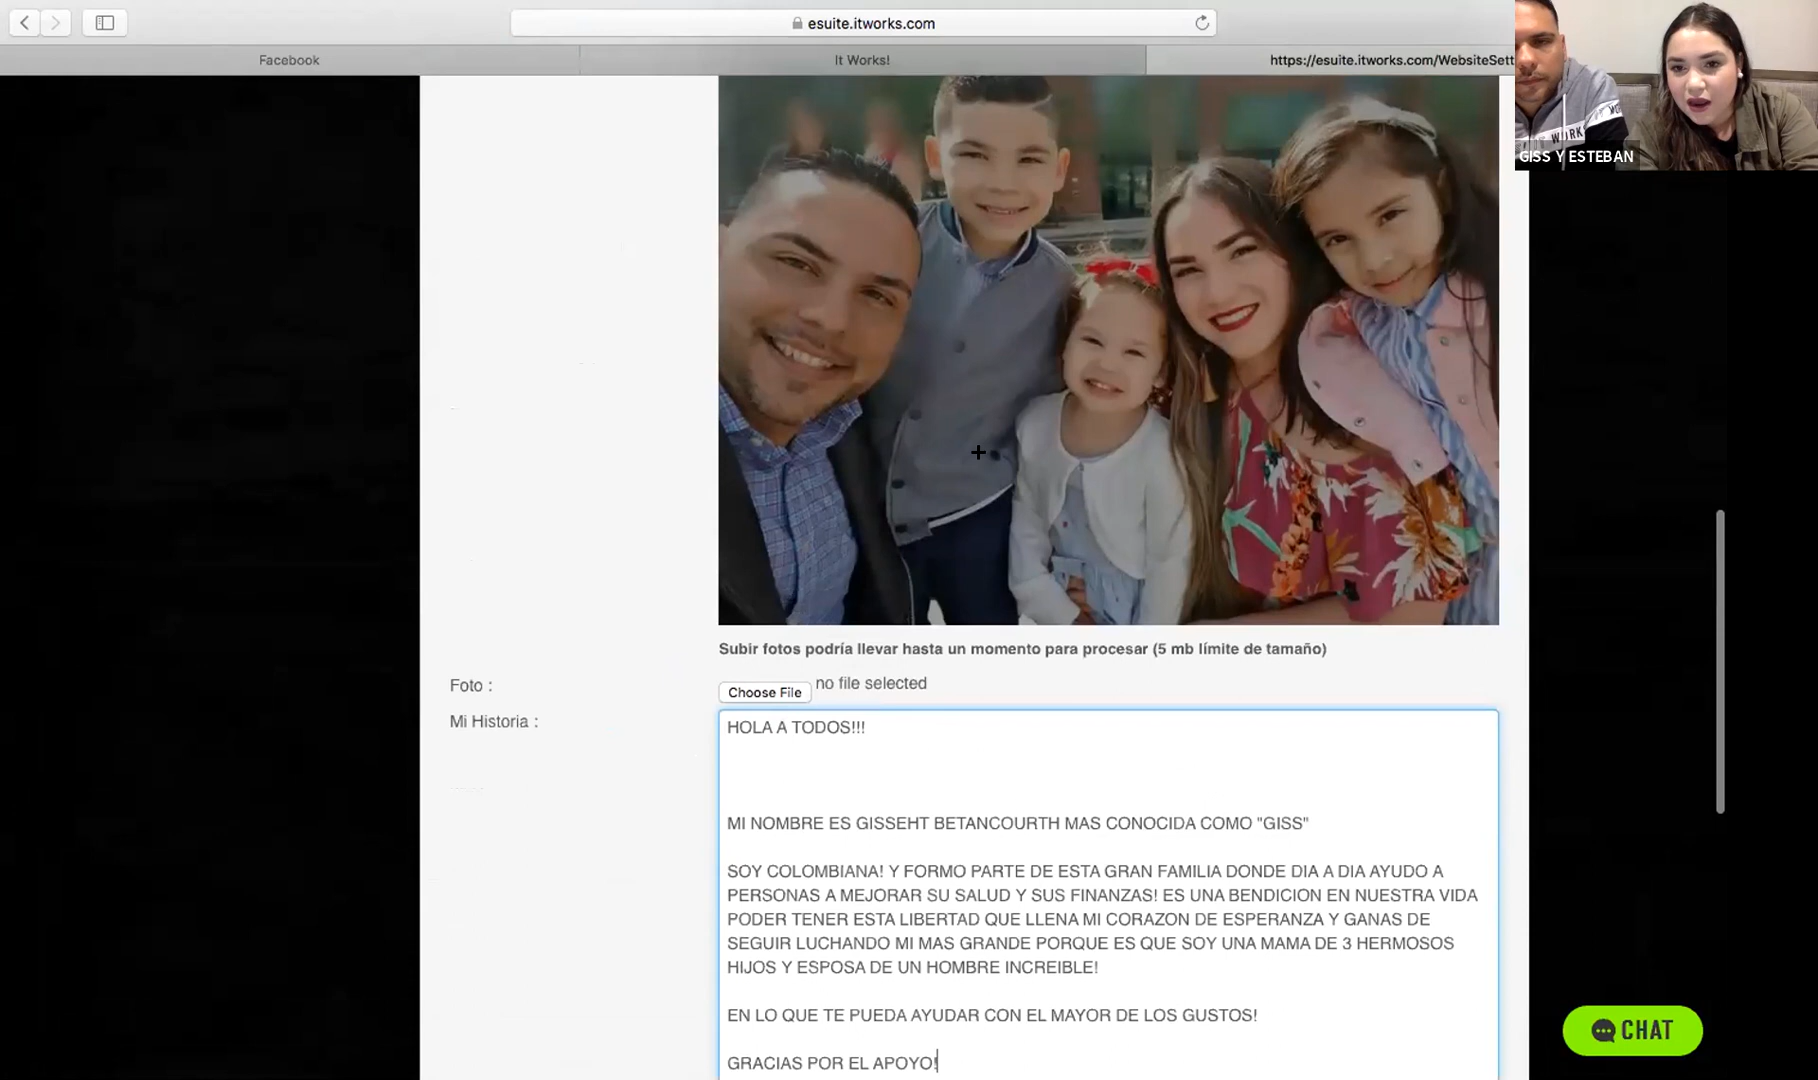 esuite.itworks.com
Facebook
It Works!
https://esuite.itworks.com/WebsiteSett
WORK
GISS Y ESTEBAN
Subir fotos podría llevar hasta un momento para procesar (5 mb límite de tamaño)
Foto :
Choose File no file selected
Mi Historia :
HOLA A TODOS!!!
MI NOMBRE ES GISSEHT BETANCOURTH MAS CONOCIDA COMO "GISS"
SOY COLOMBIANA! Y FORMO PARTE DE ESTA GRAN FAMILIA DONDE DIA A DIA AYUDO A
PERSONAS A MEJORAR SU SALUD Y SUS FINANZAS! ES UNA BENDICION EN NUESTRA VIDA
PODER TENER ESTA LIBERTAD QUE LLENA MI CORAZON DE ESPERANZA Y GANAS DE
SEGUIR LUCHANDO MI MAS GRANDE PORQUE ES QUE SOY UNA MAMA DE 3 HERMOSOS
HIJOS Y ESPOSA DE UN HOMBRE INCREIBLE!
EN LO QUE TE PUEDA AYUDAR CON EL MAYOR DE LOS GUSTOS!
GRACIAS POR EL APOYO!
CHAT